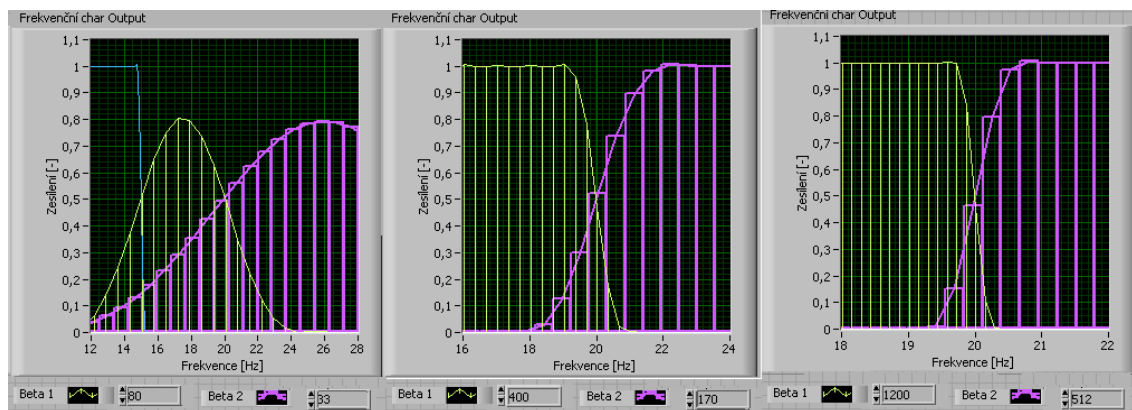 Frekvenční char Output
1,1
1
0,9
0,8
0,7
0,6
0,5
0,4
0,3
0,2
0,1
0
Zesílení [-]
12 14 16 18 20 22 24 26 28
Frekvence [Hz]
Beta 1 80 Beta 2 33
Frekvenční char Output
1,1
1
0,9
0,8
0,7
0,6
0,5
0,4
0,3
0,2
0,1
0
Zesílení [-]
16 18 19 20 21 22 24
Frekvence [Hz]
Beta 1 400 Beta 2 170
Frekvenční char Output
1,1
1
0,9
0,8
0,7
0,6
0,5
0,4
0,3
0,2
0,1
0
Zesílení [-]
18 19 20 21 22
Frekvence [Hz]
Beta 1 1200 Beta 2 512